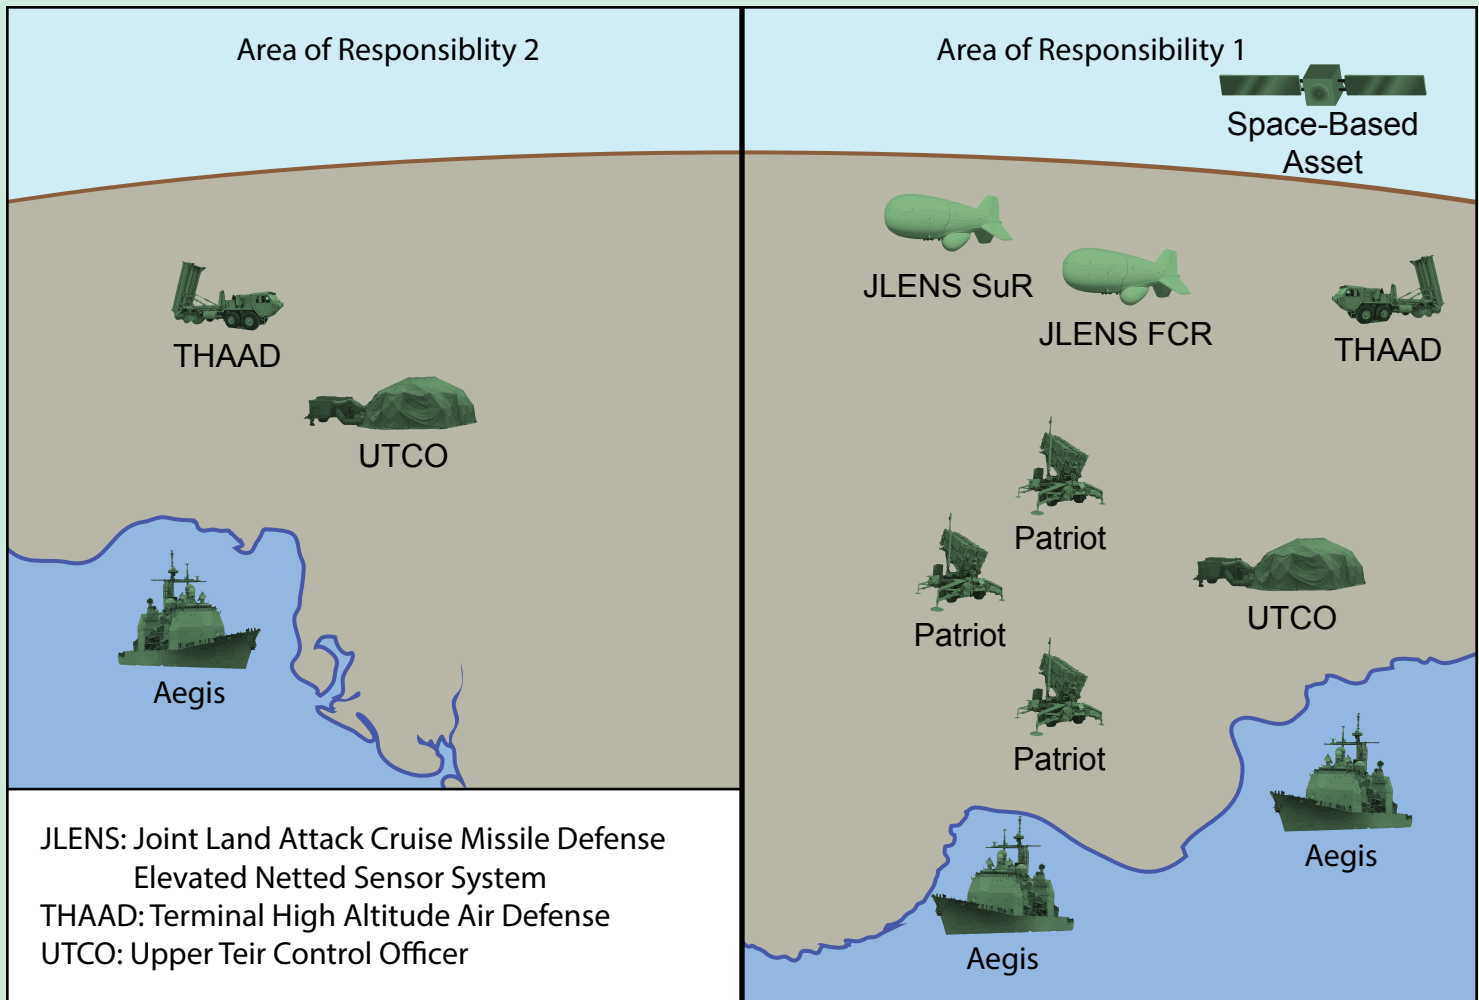 Area of Responsiblity 2
THAAD
UTCO
Aegis
JLENS: Joint Land Attack Cruise Missile Defense
Elevated Netted Sensor System
THAAD: Terminal High Altitude Air Defense
UTCO: Upper Teir Control Officer
Area of Responsibility 1
Space-Based
Asset
JLENS SuR
JLENS FCR
THAAD
Patriot
Patriot
UTCO
Patriot
Aegis
Aegis